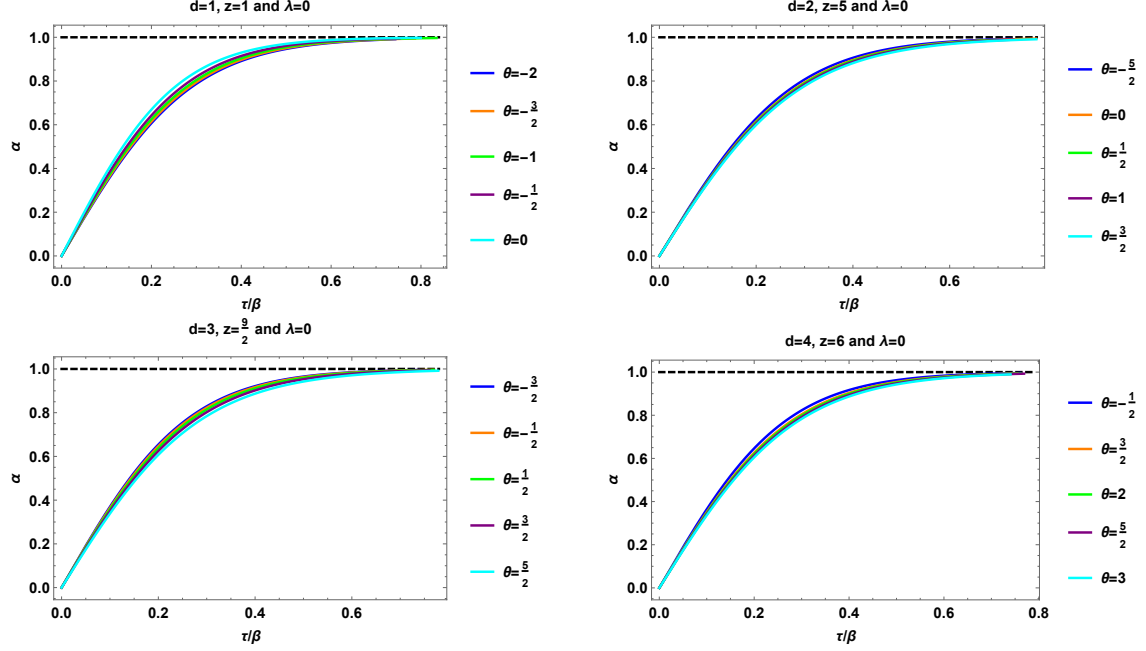 d=1, z=1 and λ=0
α
1.0
0.8
0.6
0.4
0.2
0.0
0.0 0.2 0.4 0.6 0.8
τ/β
θ=-2
θ=-3/2
θ=-1
θ=-1/2
θ=0
d=2, z=5 and λ=0
α
1.0
0.8
0.6
0.4
0.2
0.0
0.0 0.2 0.4 0.6
τ/β
θ=-5/2
θ=0
θ=1/2
θ=1
θ=3/2
d=3, z=9/2 and λ=0
α
1.0
0.8
0.6
0.4
0.2
0.0
0.0 0.2 0.4 0.6
τ/β
θ=-3/2
θ=-1/2
θ=1/2
θ=3/2
θ=5/2
d=4, z=6 and λ=0
α
1.0
0.8
0.6
0.4
0.2
0.0
0.0 0.2 0.4 0.6 0.8
τ/β
θ=-1/2
θ=3/2
θ=2
θ=5/2
θ=3